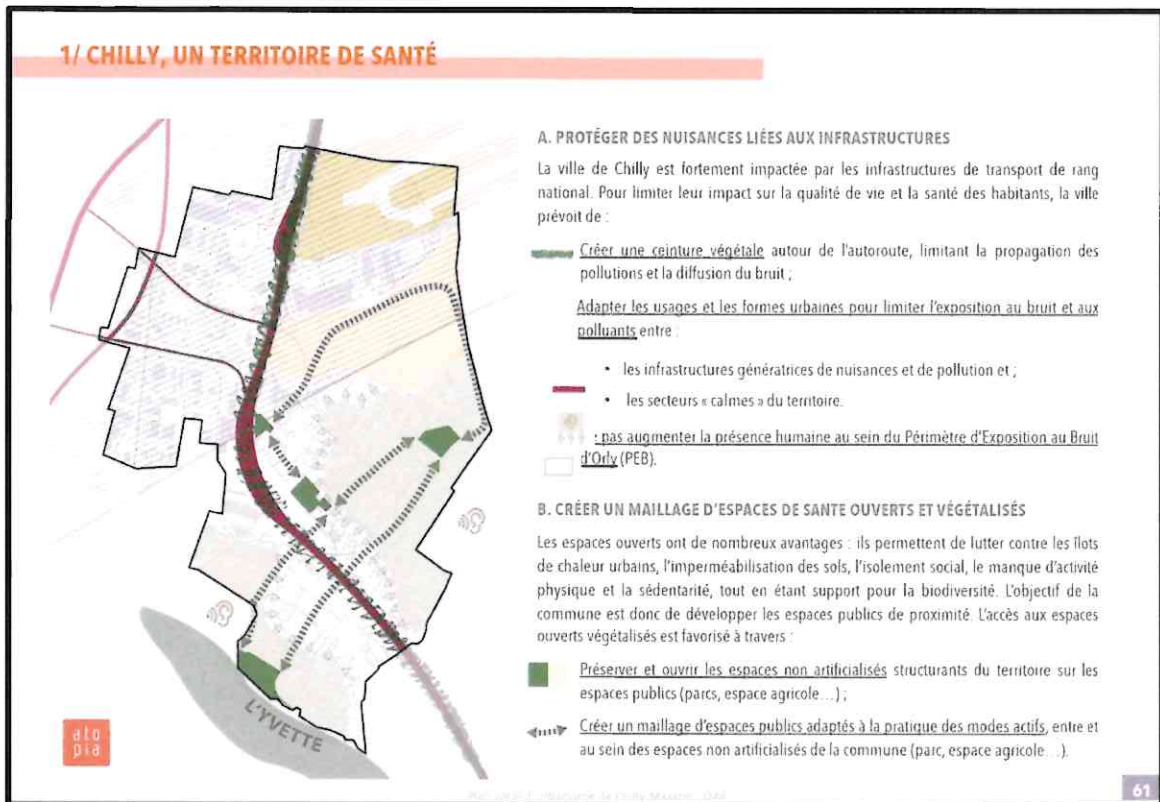 1/ CHILLY, UN TERRITOIRE DE SANTÉ
A. PROTÉGER DES NUISANCES LIÉES AUX INFRASTRUCTURES
La ville de Chilly est fortement impactée par les infrastructures de transport de rang
national. Pour limiter leur impact sur la qualité de vie et la santé des habitants, la ville
prévoit de :
Créer une ceinture végétale autour de l'autoroute, limitant la propagation des
pollutions et la diffusion du bruit ;
Adapter les usages et les formes urbaines pour limiter l'exposition au bruit et aux
polluants entre :
• les infrastructures génératrices de nuisances et de pollution et ;
• les secteurs « calmes » du territoire.
: pas augmenter la présence humaine au sein du Périmètre d'Exposition au Bruit
d'Orly (PEB).
B. CRÉER UN MAILLAGE D'ESPACES DE SANTE OUVERTS ET VÉGÉTALISÉS
Les espaces ouverts ont de nombreux avantages : ils permettent de lutter contre les îlots
de chaleur urbains, l'imperméabilisation des sols, l'isolement social, le manque d'activité
physique et la sédentarité, tout en étant support pour la biodiversité. L'objectif de la
commune est donc de développer les espaces publics de proximité. L'accès aux espaces
ouverts végétalisés est favorisé à travers :
Préserver et ouvrir les espaces non artificialisés structurants du territoire sur les
espaces publics (parcs, espace agricole...) ;
Créer un maillage d'espaces publics adaptés à la pratique des modes actifs, entre et
au sein des espaces non artificialisés de la commune (parc, espace agricole...).
L'YVETTE
ato
pia
61